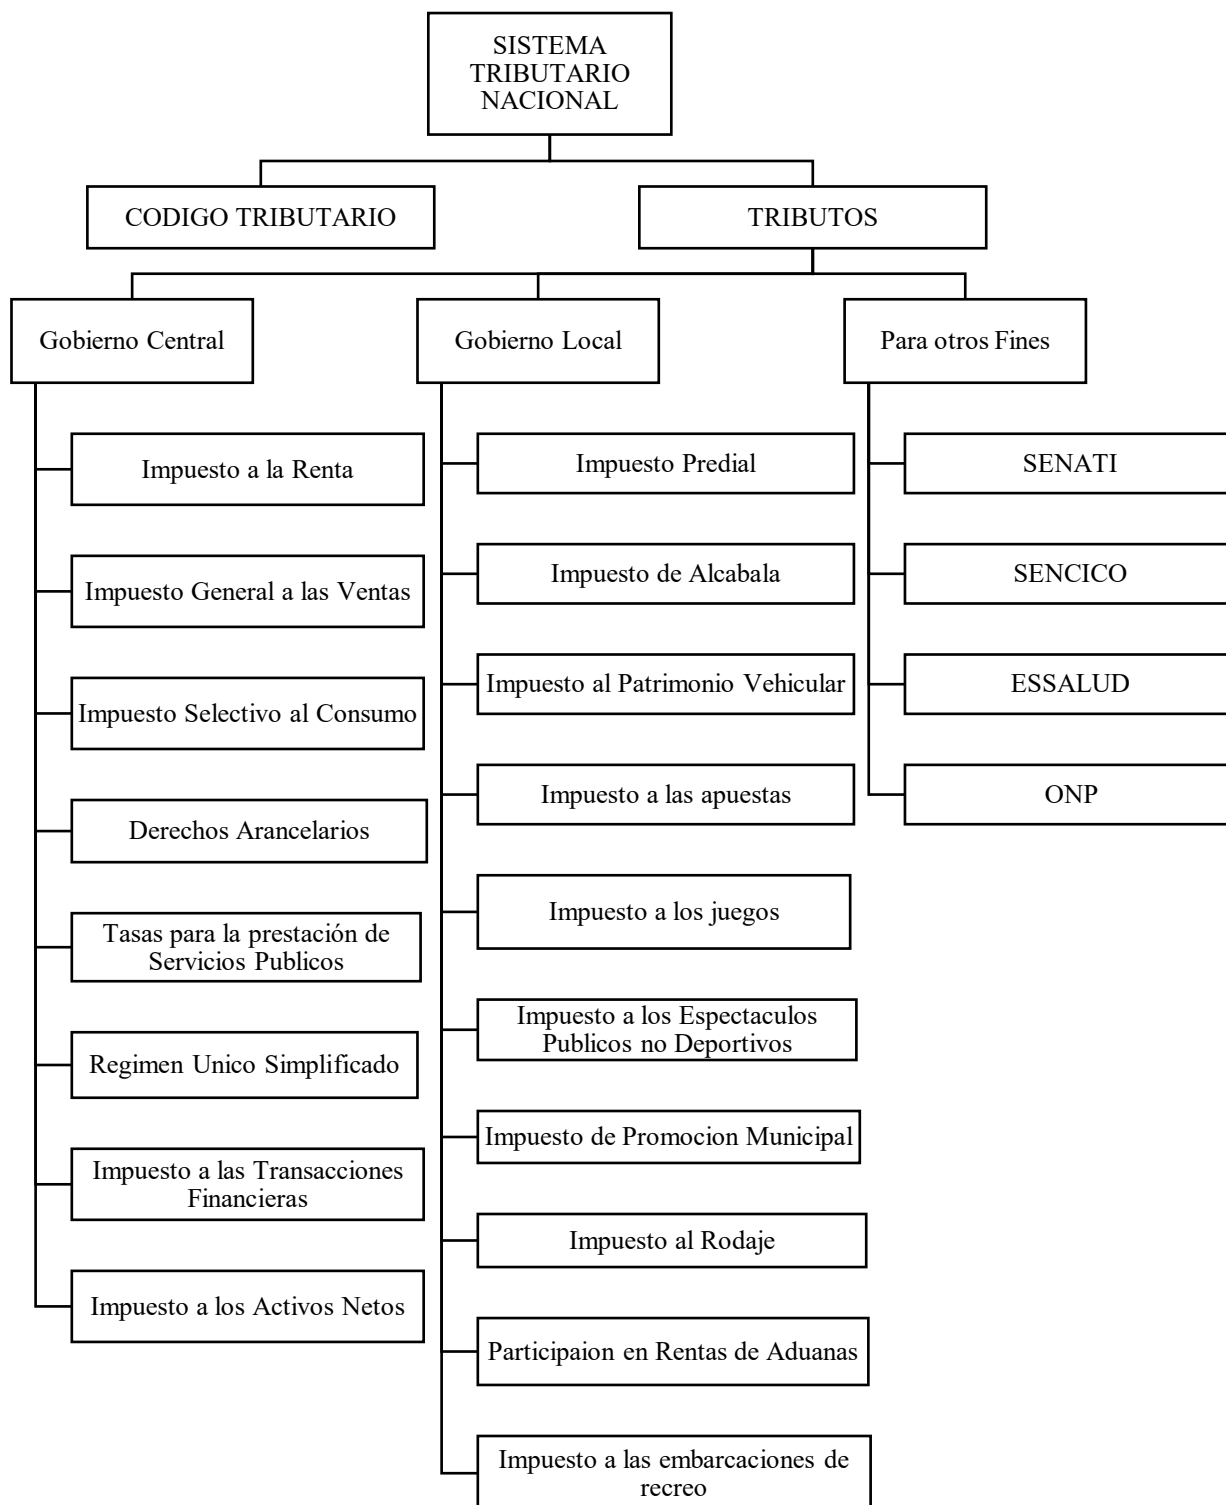 SISTEMA
TRIBUTARIO
NACIONAL
CODIGO TRIBUTARIO
TRIBUTOS
Gobierno Central
Impuesto a la Renta
Impuesto General a las Ventas
Impuesto Selectivo al Consumo
Derechos Arancelarios
Tasas para la prestación de
Servicios Publicos
Regimen Unico Simplificado
Impuesto a las Transacciones
Financieras
Impuesto a los Activos Netos
Gobierno Local
Impuesto Predial
Impuesto de Alcabala
Impuesto al Patrimonio Vehicular
Impuesto a las apuestas
Impuesto a los juegos
Impuesto a los Espectaculos
Publicos no Deportivos
Impuesto de Promocion Municipal
Impuesto al Rodaje
Participaion en Rentas de Aduanas
Impuesto a las embarcaciones de
recreo
Para otros Fines
SENATI
SENCICO
ESSALUD
ONP